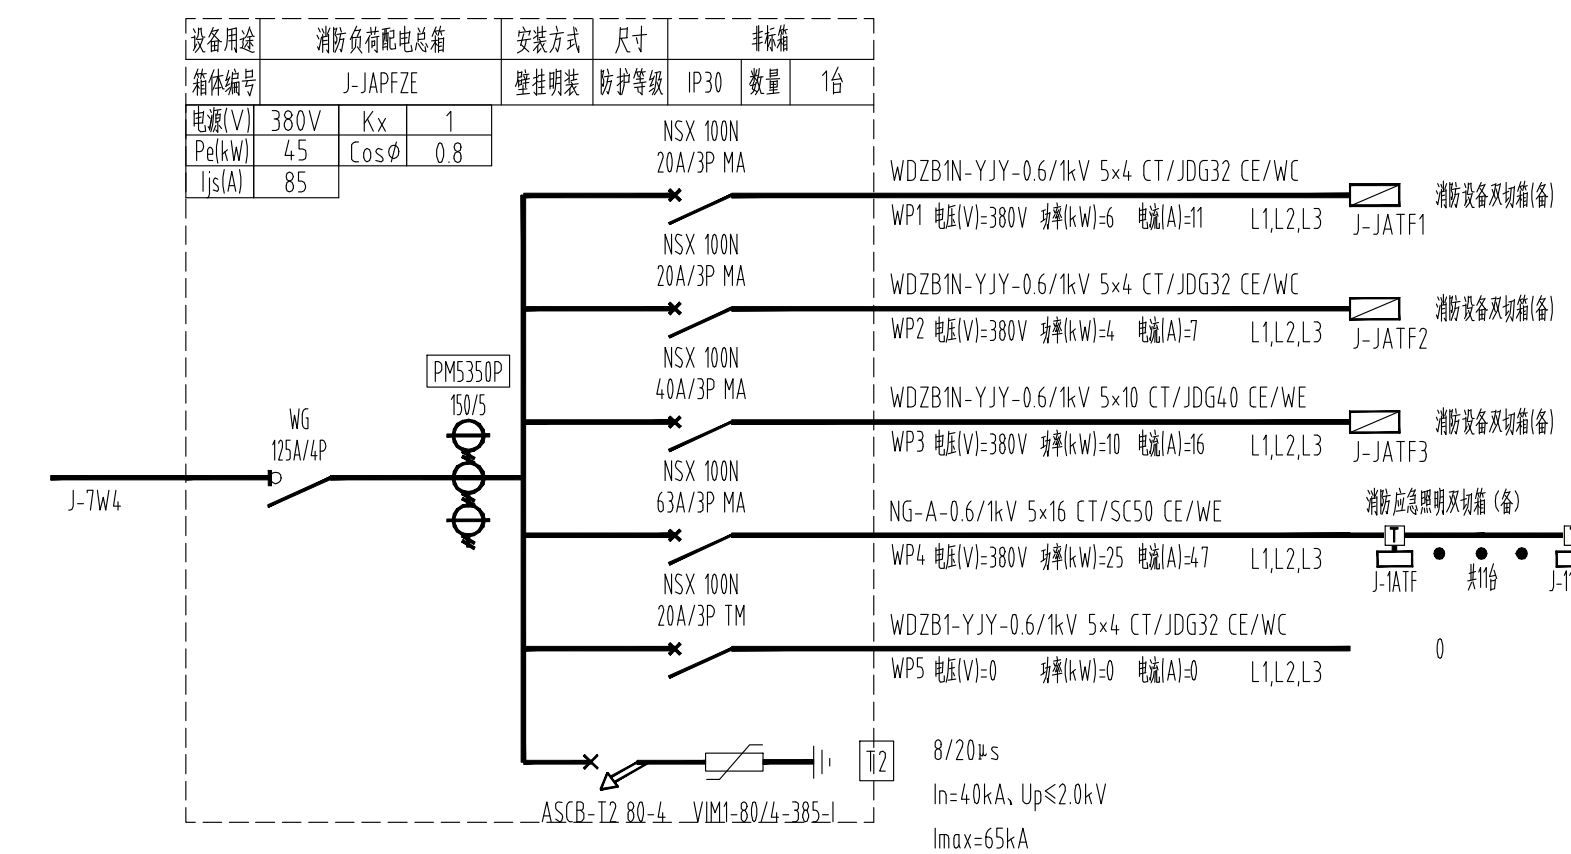 设备用途 消防负荷配电总箱 安装方式 尺寸 非标箱
箱体编号 J-JAPFZE 壁挂明装 防护等级 IP30 数量 1台
电源(V) 380V Kx 1
Pe(kW) 45 CosØ 0.8
Ijs(A) 85
NSX 100N
20A/3P MA
WDZB1N-YJY-0.6/1kV 5×4 CT/JDG32 CE/WC
消防设备双切箱(备)
WP1 电压(V)=380V 功率(kW)=6 电流(A)=11 L1,L2,L3
J-JATF1
NSX 100N
20A/3P MA
WDZB1N-YJY-0.6/1kV 5×4 CT/JDG32 CE/WC
消防设备双切箱(备)
WP2 电压(V)=380V 功率(kW)=4 电流(A)=7 L1,L2,L3
J-JATF2
NSX 100N
40A/3P MA
WDZB1N-YJY-0.6/1kV 5×10 CT/JDG40 CE/WE
消防设备双切箱(备)
WP3 电压(V)=380V 功率(kW)=10 电流(A)=16 L1,L2,L3
J-JATF3
PM5350P
150/5
WG
125A/4P
J-7W4
NSX 100N
63A/3P MA
NG-A-0.6/1kV 5×16 CT/SC50 CE/WE
消防应急照明双切箱 (备)
T
WP4 电压(V)=380V 功率(kW)=25 电流(A)=47 L1,L2,L3
J-1ATF
共11台
NSX 100N
20A/3P TM
WDZB1-YJY-0.6/1kV 5×4 CT/JDG32 CE/WC
0
WP5 电压(V)=0 功率(kW)=0 电流(A)=0 L1,L2,L3
T2
8/20μs
In=40kA、Up≤2.0kV
Imax=65kA
ASCB-T2 80-4 VJM1-80/4-385-I